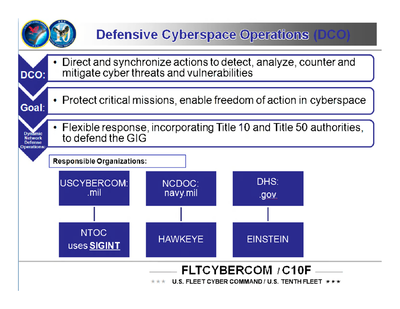 Defensive Cyberspace Operations (DCO)
DCO:
• Direct and synchronize actions to detect, analyze, counter and
mitigate cyber threats and vulnerabilities
Goal:
• Protect critical missions, enable freedom of action in cyberspace
Dynamic
Network
Defense
Operations:
• Flexible response, incorporating Title 10 and Title 50 authorities,
to defend the GIG
Responsible Organizations:
USCYBERCOM:
.mil
NCDOC:
navy.mil
DHS:
.gov
NTOC
uses SIGINT
HAWKEYE
EINSTEIN
FLTCYBERCOM / C10F
*** U.S. FLEET CYBER COMMAND / U.S. TENTH FLEET ***